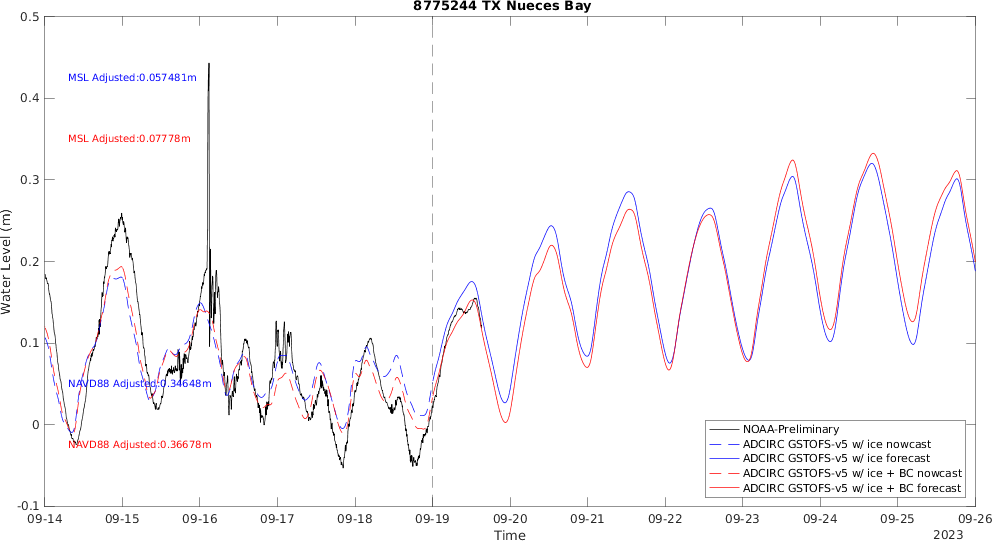 8775244 TX Nueces Bay
0.5
0.4
0.3
0.2
0.1
0
-0.1
Water Level (m)
MSL Adjusted:0.057481m
MSL Adjusted:0.07778m
NAVD88 Adjusted:0.34648m
NAVD88 Adjusted:0.36678m
NOAA-Preliminary
ADCIRC GSTOFS-v5 w/ ice nowcast
ADCIRC GSTOFS-v5 w/ ice forecast
ADCIRC GSTOFS-v5 w/ ice + BC nowcast
ADCIRC GSTOFS-v5 w/ ice + BC forecast
09-14 09-15 09-16 09-17 09-18 09-19 09-20 09-21 09-22 09-23 09-24 09-25 09-26
Time
2023